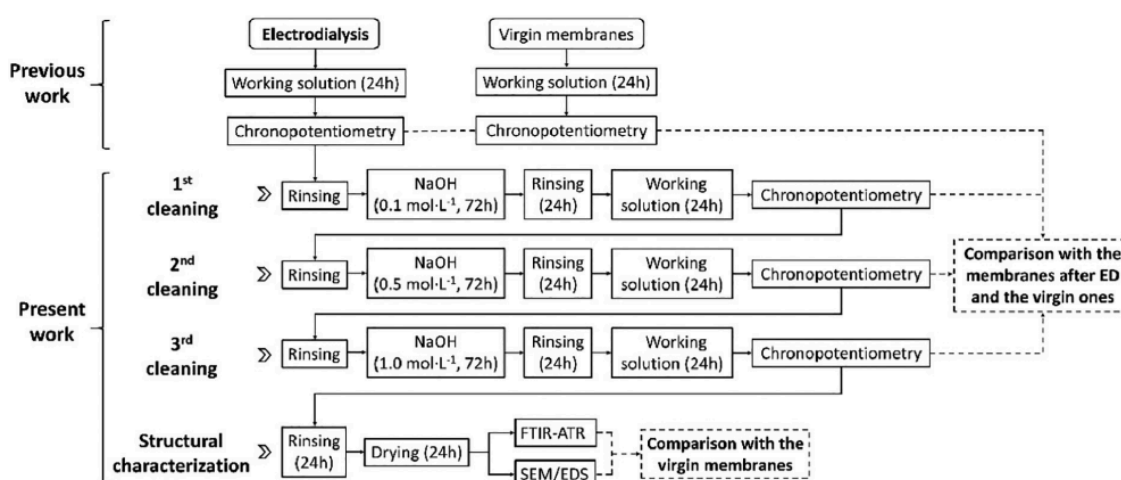 Electrodialysis
Virgin membranes
Previous
work
Working solution (24h)
Working solution (24h)
Chronopotentiometry
Chronopotentiometry
1st
cleaning
Rinsing
NaOH
(0.1 mol·L-1, 72h)
Rinsing
(24h)
Working
solution (24h)
Chronopotentiometry
2nd
cleaning
Rinsing
NaOH
(0.5 mol·L-1, 72h)
Rinsing
(24h)
Working
solution (24h)
Chronopotentiometry
Comparison with the
membranes after ED
and the virgin ones
Present
work
3rd
cleaning
Rinsing
NaOH
(1.0 mol·L-1, 72h)
Rinsing
(24h)
Working
solution (24h)
Chronopotentiometry
Structural
characterization
Rinsing
(24h)
Drying (24h)
FTIR-ATR
SEM/EDS
Comparison with the
virgin membranes